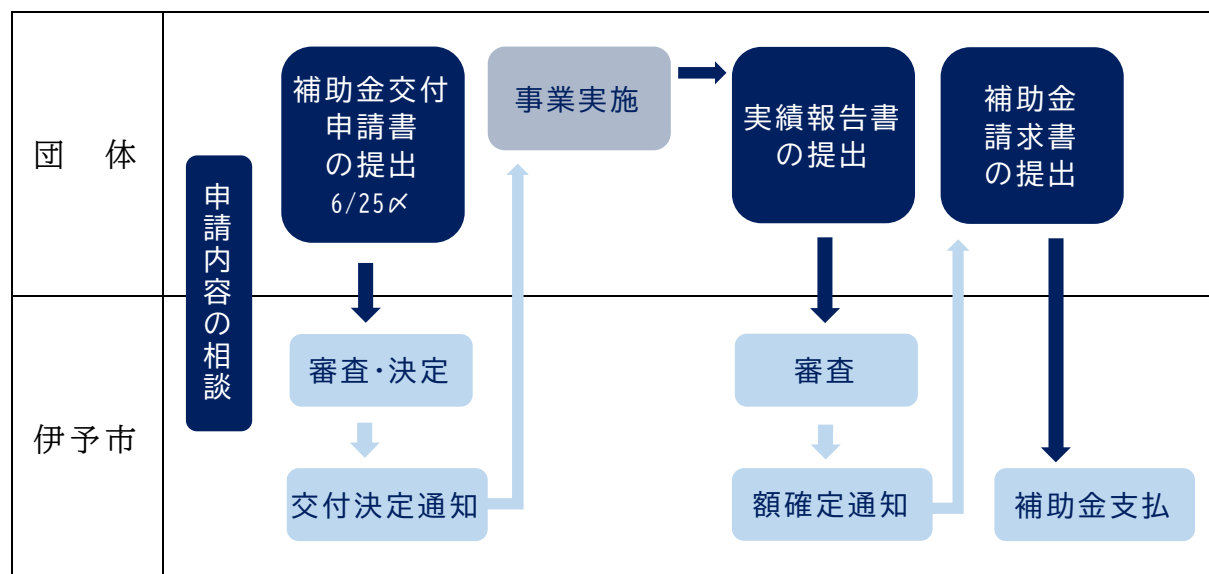 団　体
申請内容の相談
補助金交付
申請書
の提出
6/25〆
事業実施
実績報告書
の提出
補助金
請求書
の提出
伊予市
審査・決定
交付決定通知
審査
額確定通知
補助金支払